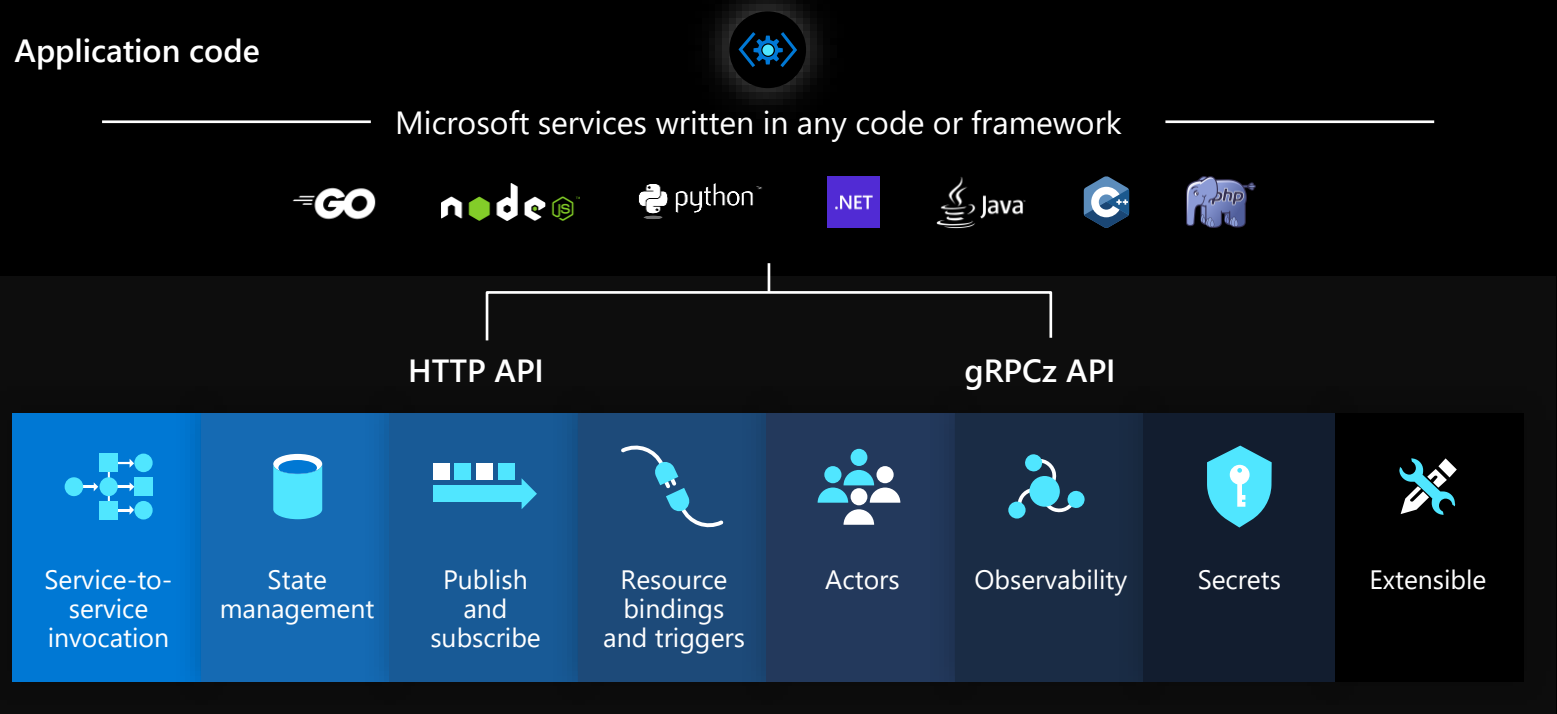 Application code
Microsoft services written in any code or framework
GO
node JS
python
.NET
Java
C++
php
HTTP API
gRPCz API
Service-to-
service
invocation
State
management
Publish
and
subscribe
Resource
bindings
and triggers
Actors
Observability
Secrets
Extensible